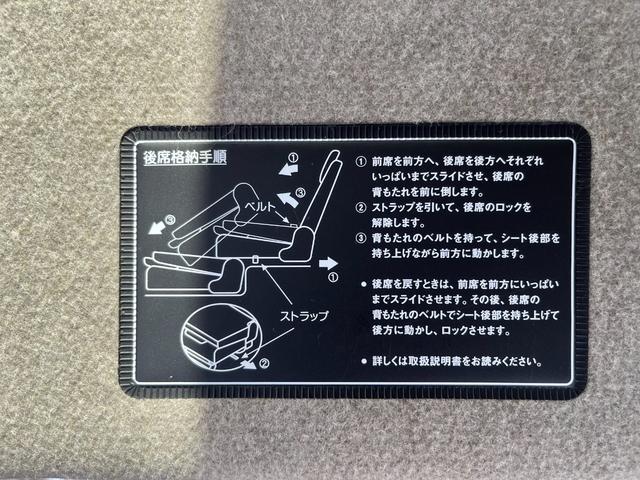 後席格納手順
①
③
ベルト
③
①
ストラップ
②
① 前席を前方へ、後席を後方へそれぞれ
いっぱいまでスライドさせ、後席の
背もたれを前に倒します。
② ストラップを引いて、後席のロックを
解除します。
③ 背もたれのベルトを持って、シート後部を
持ち上げながら前方に動かします。
● 後席を戻すときは、前席を前方にいっぱい
までスライドさせます。その後、後席の
背もたれのベルトでシート後部を持ち上げて
後方に動かし、ロックさせます。
● 詳しくは取扱説明書をお読みください。